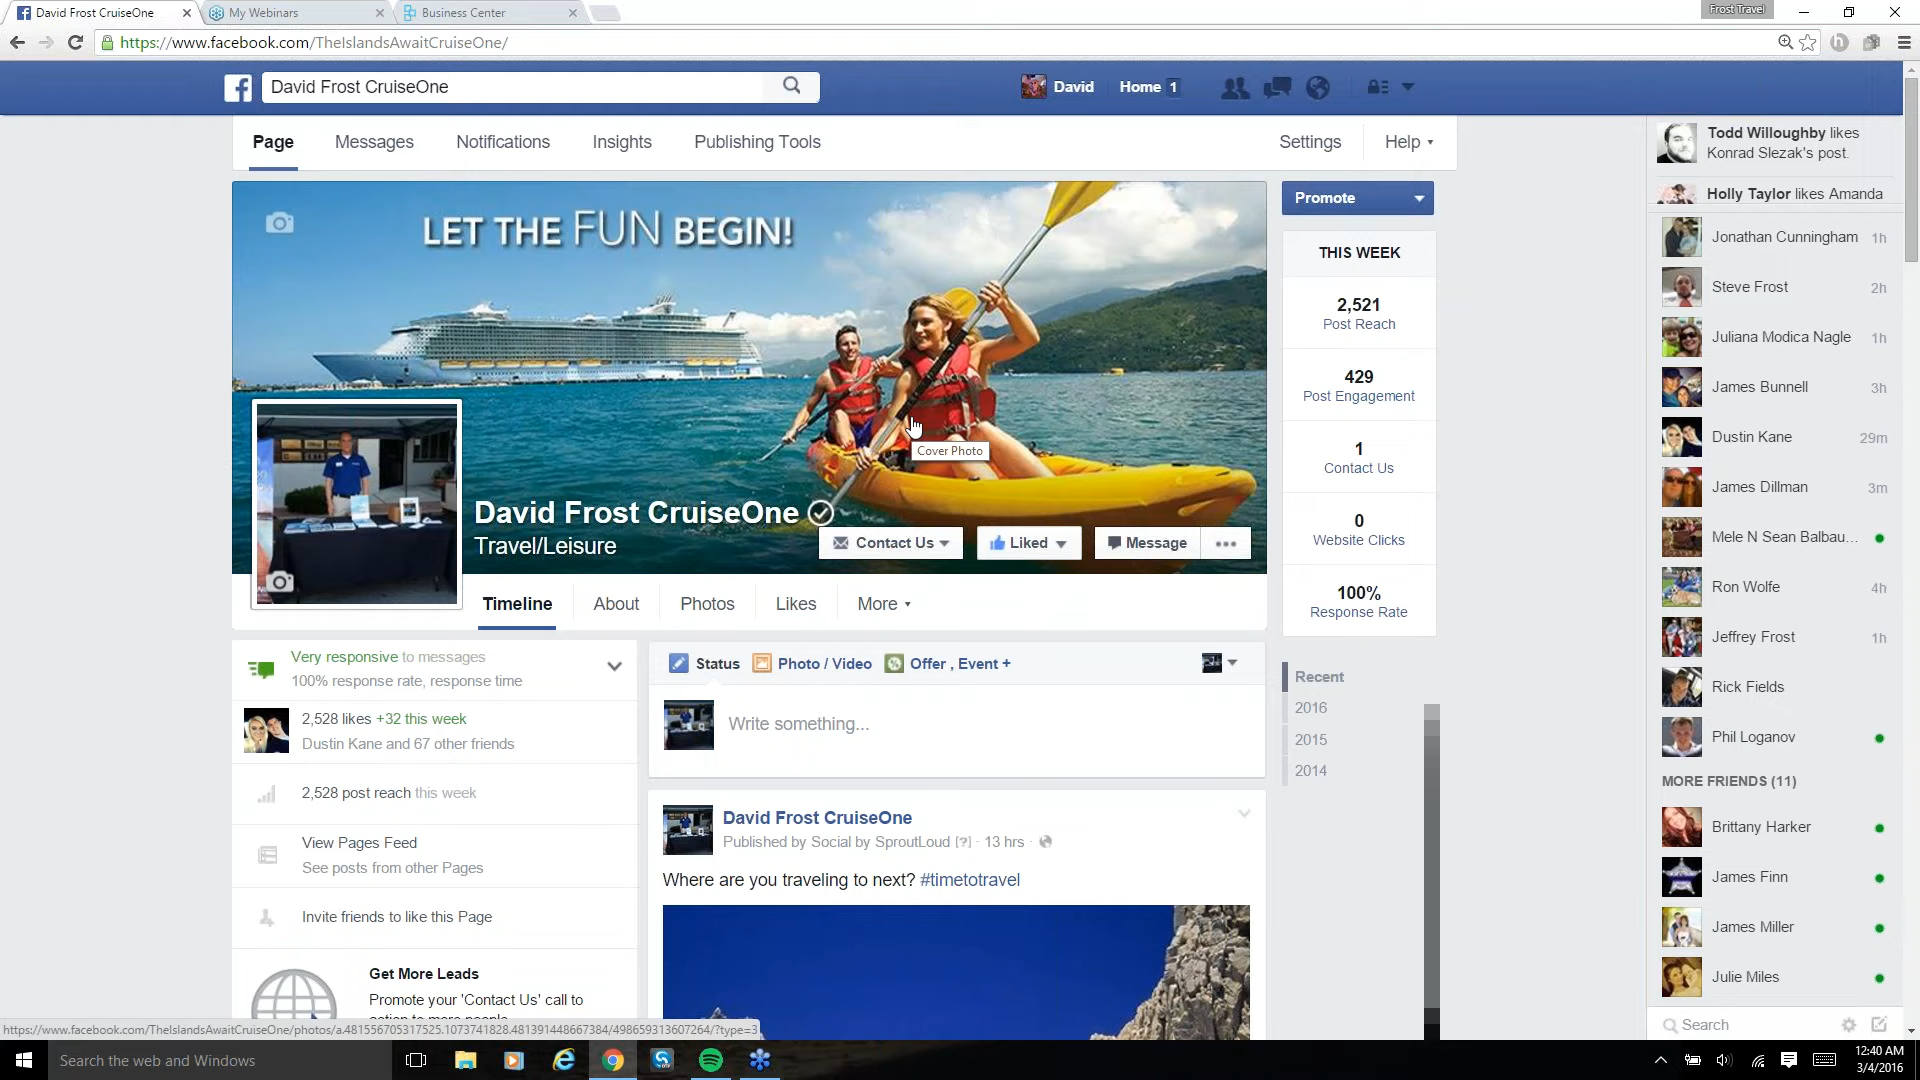 David Frost CruiseOne
My Webinars
Business Center
Frost Travel
https://www.facebook.com/TheIslandsAwaitCruiseOne/
David Frost CruiseOne
David
Home 1
Page
Messages
Notifications
Insights
Publishing Tools
Settings
Help
LET THE FUN BEGIN!
Cover Photo
David Frost CruiseOne
Travel/Leisure
Contact Us
Liked
Message
Timeline
About
Photos
Likes
More
Promote
THIS WEEK
2,521
Post Reach
429
Post Engagement
1
Contact Us
0
Website Clicks
100%
Response Rate
Recent
2016
2015
2014
Very responsive to messages
100% response rate, response time
2,528 likes +32 this week
Dustin Kane and 67 other friends
2,528 post reach this week
View Pages Feed
See posts from other Pages
Invite friends to like this Page
Get More Leads
Promote your 'Contact Us' call to
Status
Photo / Video
Offer , Event +
Write something...
David Frost CruiseOne
Published by Social by SproutLoud [?] · 13 hrs ·
Where are you traveling to next? #timetotravel
Todd Willoughby likes
Konrad Slezak's post.
Holly Taylor likes Amanda
Jonathan Cunningham 1h
Steve Frost 2h
Juliana Modica Nagle 1h
James Bunnell 3h
Dustin Kane 29m
James Dillman 3m
Mele N Sean Balbau...
Ron Wolfe 4h
Jeffrey Frost 1h
Rick Fields
Phil Loganov
MORE FRIENDS (11)
Brittany Harker
James Finn
James Miller
Julie Miles
Search
https://www.facebook.com/TheIslandsAwaitCruiseOne/photos/a.481556705317525.1073741828.481391448667384/498659313607264/?type=3
Search the web and Windows
12:40 AM
3/4/2016